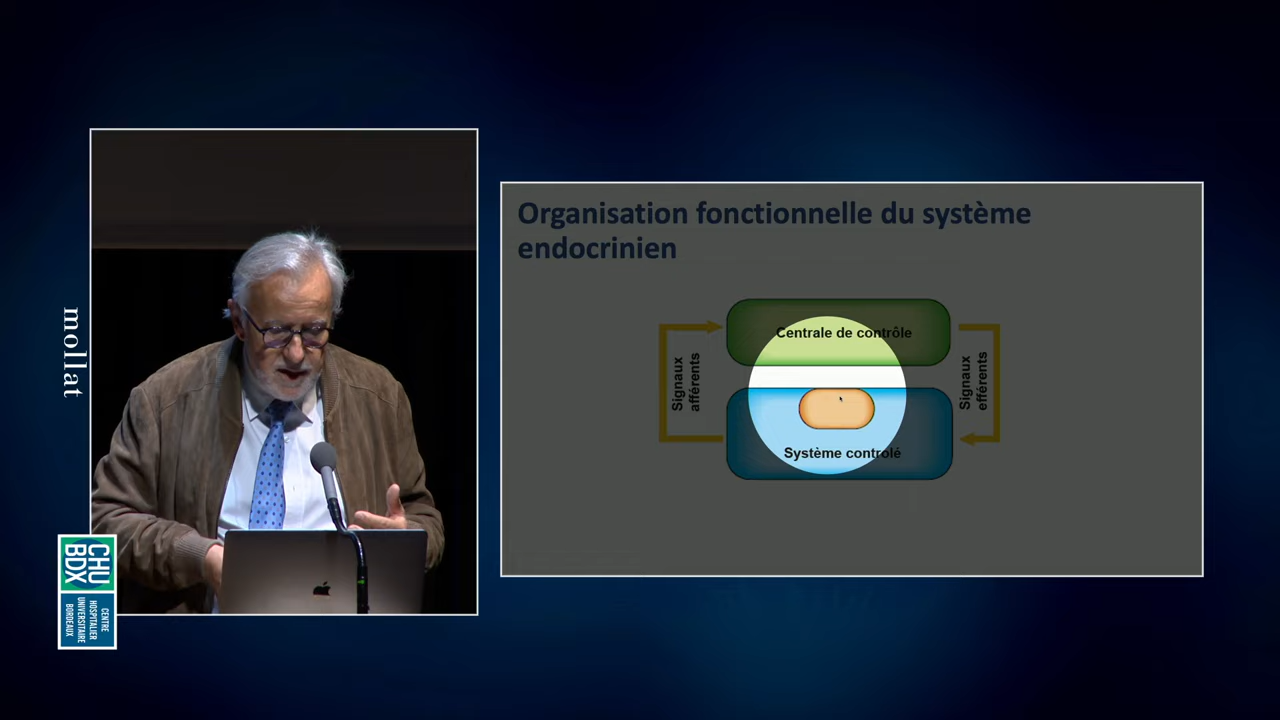 mollat
CHU
BDX
CENTRE
HOSPITALIER
UNIVERSITAIRE
BORDEAUX
Organisation fonctionnelle du système
endocrinien
Centrale de contrôle
Signaux
afférents
Signaux
efférents
Système contrôlé